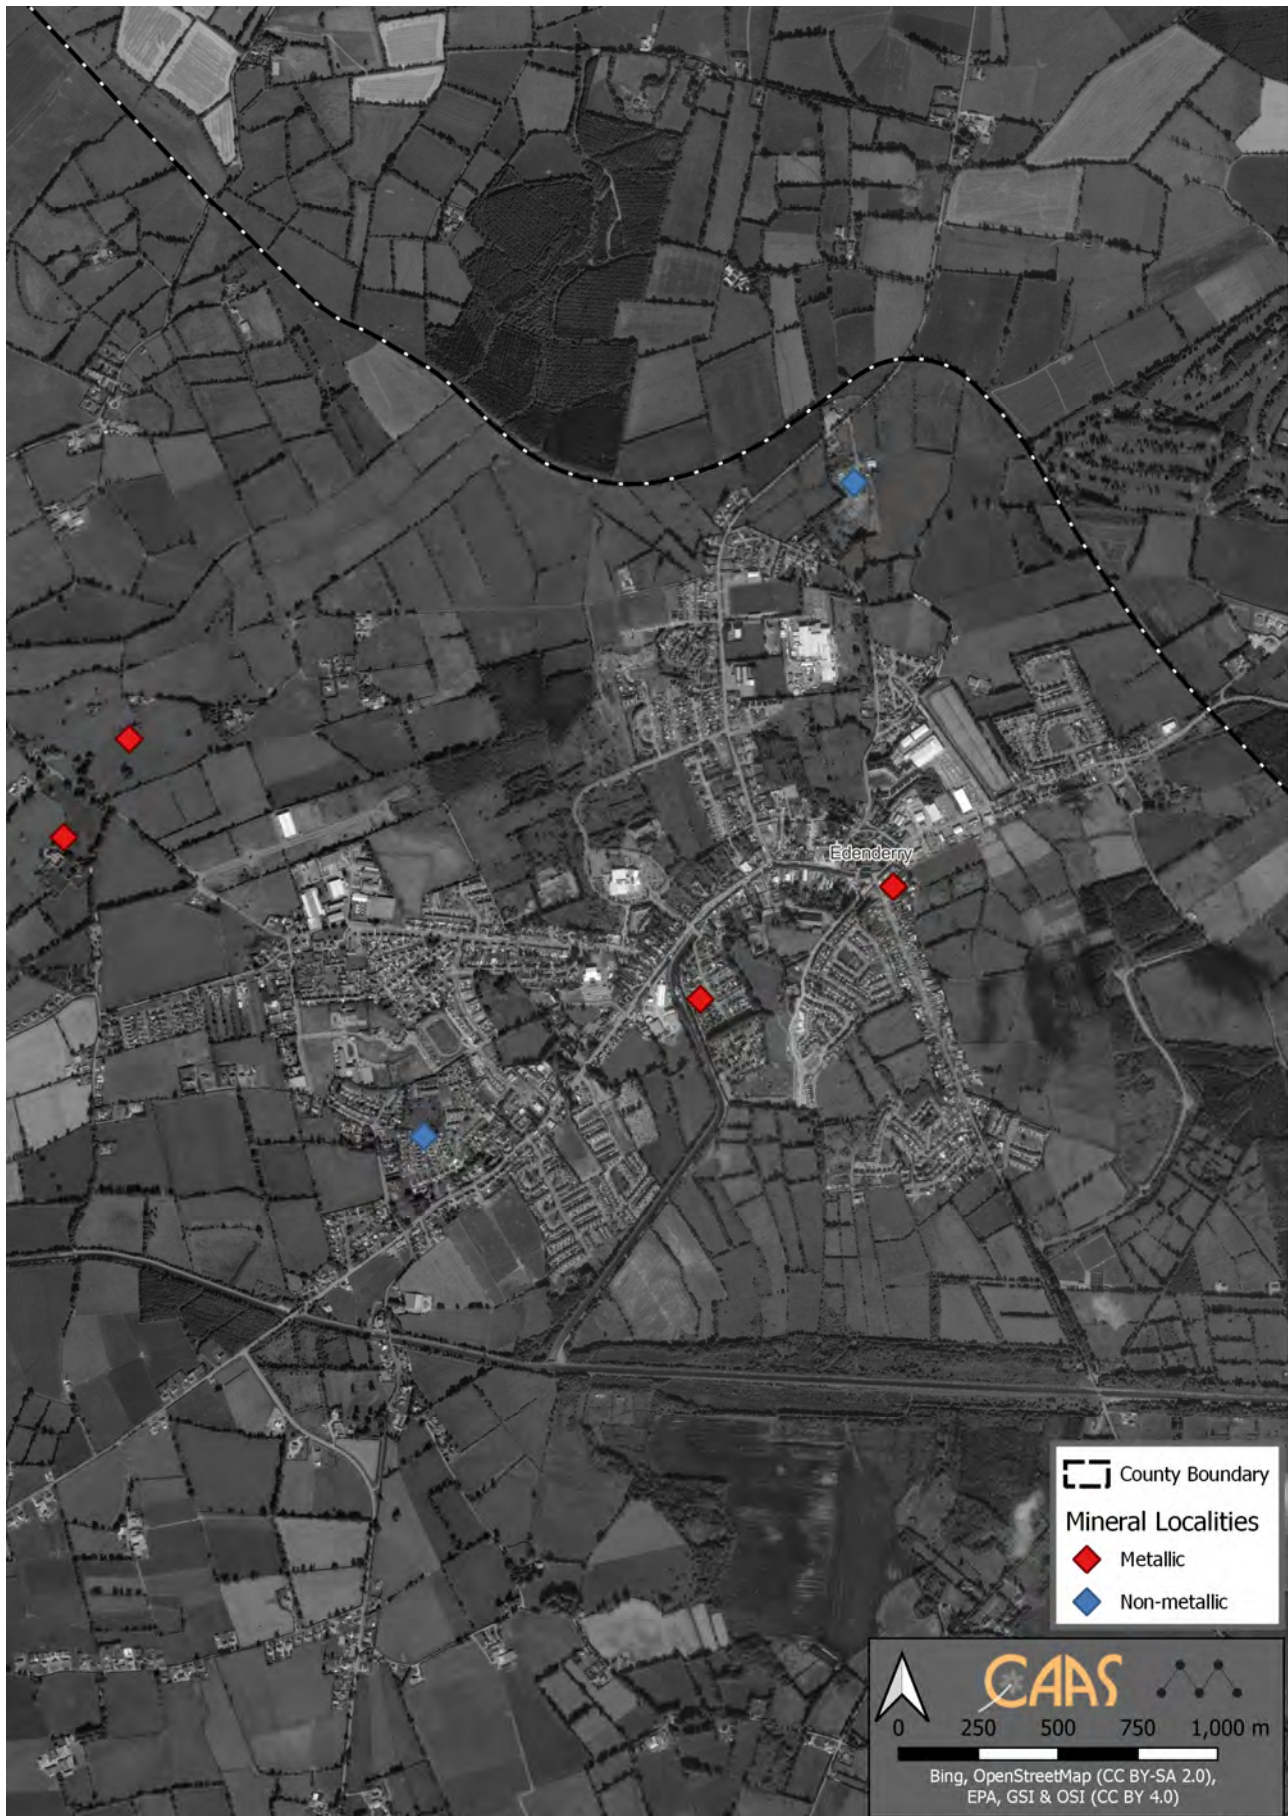 Edenderry
County Boundary
Mineral Localities
Metallic
Non-metallic
CAAS
0 250 500 750 1,000 m
Bing, OpenStreetMap (CC BY-SA 2.0),
EPA, GSI & OSI (CC BY 4.0)